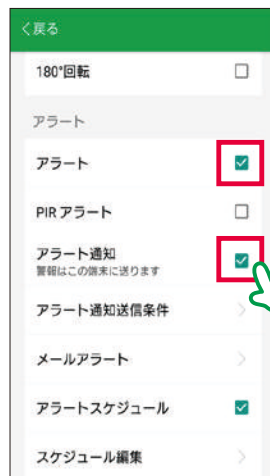 〈戻る
180°回転
アラート
アラート
PIR アラート
アラート通知
警報はこの端末に送ります
アラート通知送信条件
メールアラート
アラートスケジュール
スケジュール編集